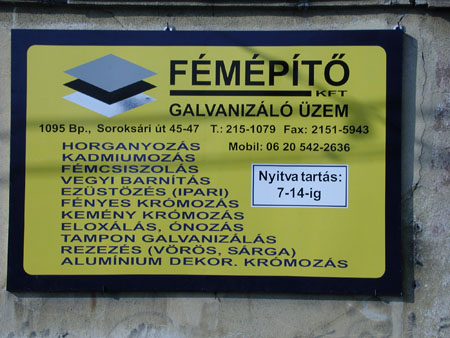 FÉMÉPÍTŐ
KFT
GALVANIZÁLÓ ÜZEM
1095 Bp., Soroksári út 45-47 T.: 215-1079 Fax: 2151-5943
HORGANYOZÁS Mobil: 06 20 542-2636
KADMIUMOZÁS
FÉMCSISZOLÁS
VEGYI BARNÍTÁS
EZÜSTÖZÉS (IPARI)
FÉNYES KRÓMOZÁS
KEMÉNY KRÓMOZÁS
ELOXÁLÁS, ÓNOZÁS
TAMPON GALVANIZÁLÁS
REZEZÉS (VÖRÖS, SÁRGA)
ALUMÍNIUM DEKOR. KRÓMOZÁS
Nyitva tartás:
7-14-ig